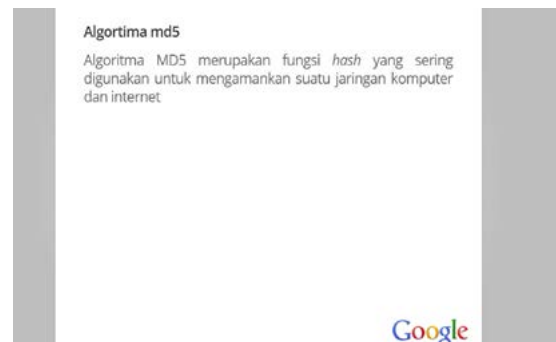 Algortima md5
Algoritma MD5 merupakan fungsi hash yang sering
digunakan untuk mengamankan suatu jaringan komputer
dan internet
Google